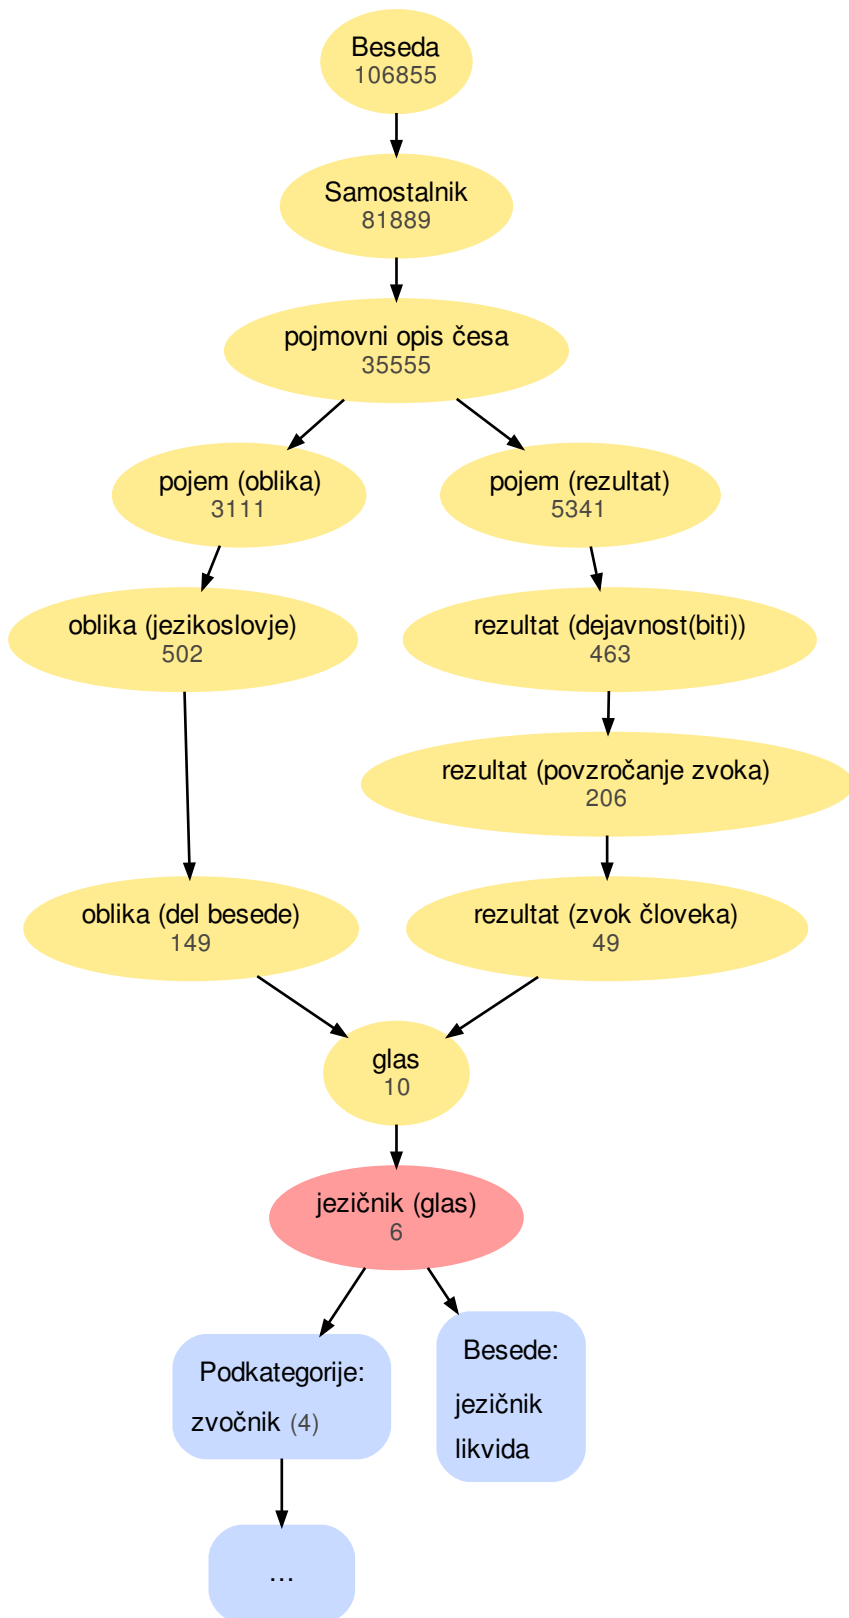 Beseda
106855
Samostalnik
81889
pojmovni opis česa
35555
pojem (oblika)
3111
pojem (rezultat)
5341
oblika (jezikoslovje)
502
rezultat (dejavnost(biti))
463
rezultat (povzročanje zvoka)
206
oblika (del besede)
149
rezultat (zvok človeka)
49
glas
10
jezičnik (glas)
6
Podkategorije:
zvočnik (4)
Besede:
jezičnik
likvida
...